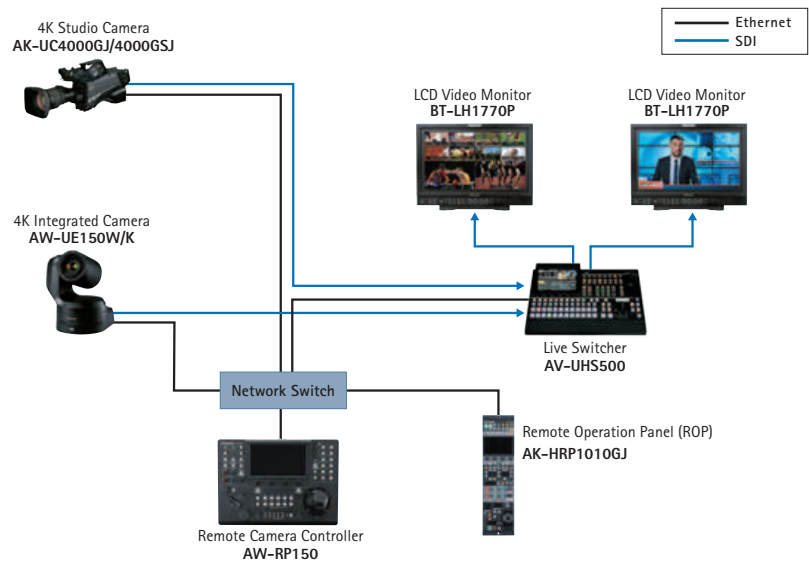 4K Studio Camera
AK-UC4000GJ/4000GSJ
Ethernet
SDI
LCD Video Monitor
BT-LH1770P
LCD Video Monitor
BT-LH1770P
4K Integrated Camera
AW-UE150W/K
Live Switcher
AV-UHS500
Network Switch
Remote Operation Panel (ROP)
AK-HRP1010GJ
Remote Camera Controller
AW-RP150